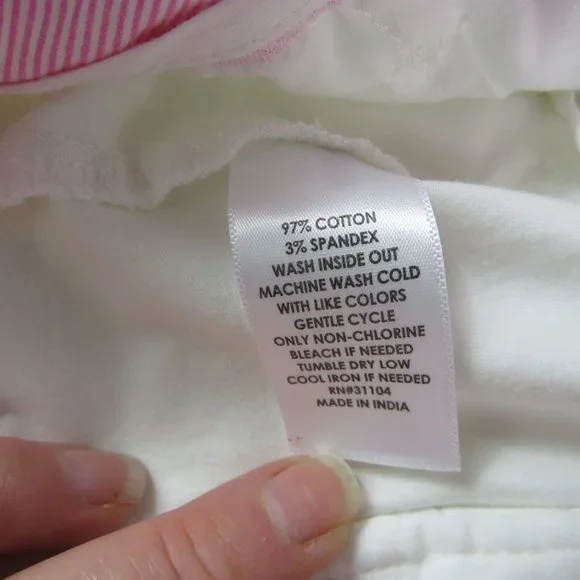 97% COTTON
3% SPANDEX
WASH INSIDE OUT
MACHINE WASH COLD
WITH LIKE COLORS
GENTLE CYCLE
ONLY NON-CHLORINE
BLEACH IF NEEDED
TUMBLE DRY LOW
COOL IRON IF NEEDED
RN#31104
MADE IN INDIA